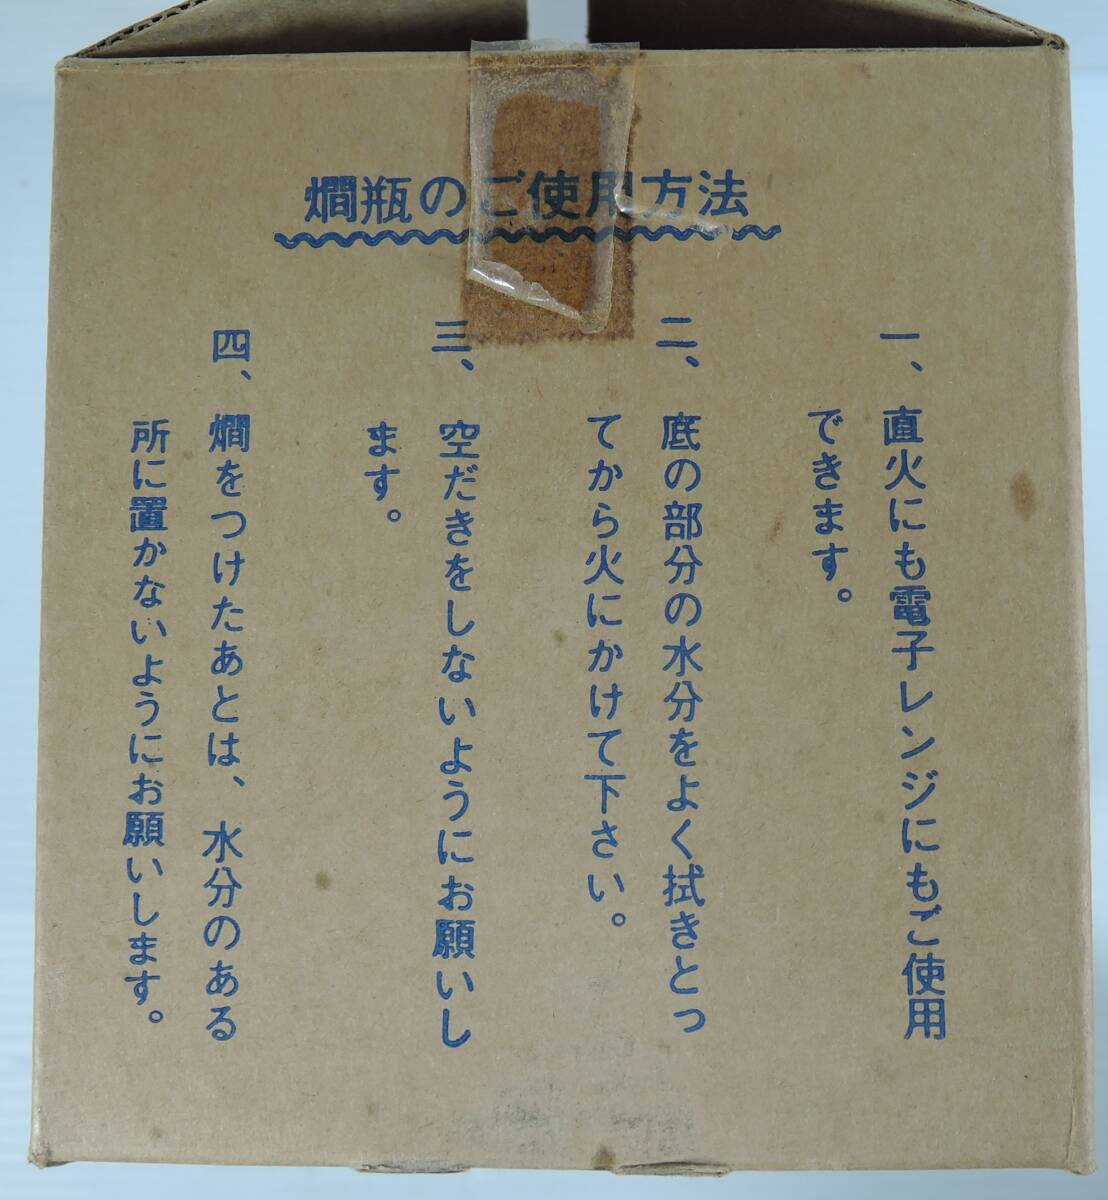 燗瓶のご使用方法
一、直火にも電子レンジにもご使用
できます。
二、底の部分の水分をよく拭きとっ
てから火にかけて下さい。
三、空だきをしないようにお願いし
ます。
四、燗をつけたあとは、水分のある
所に置かないようにお願いします。